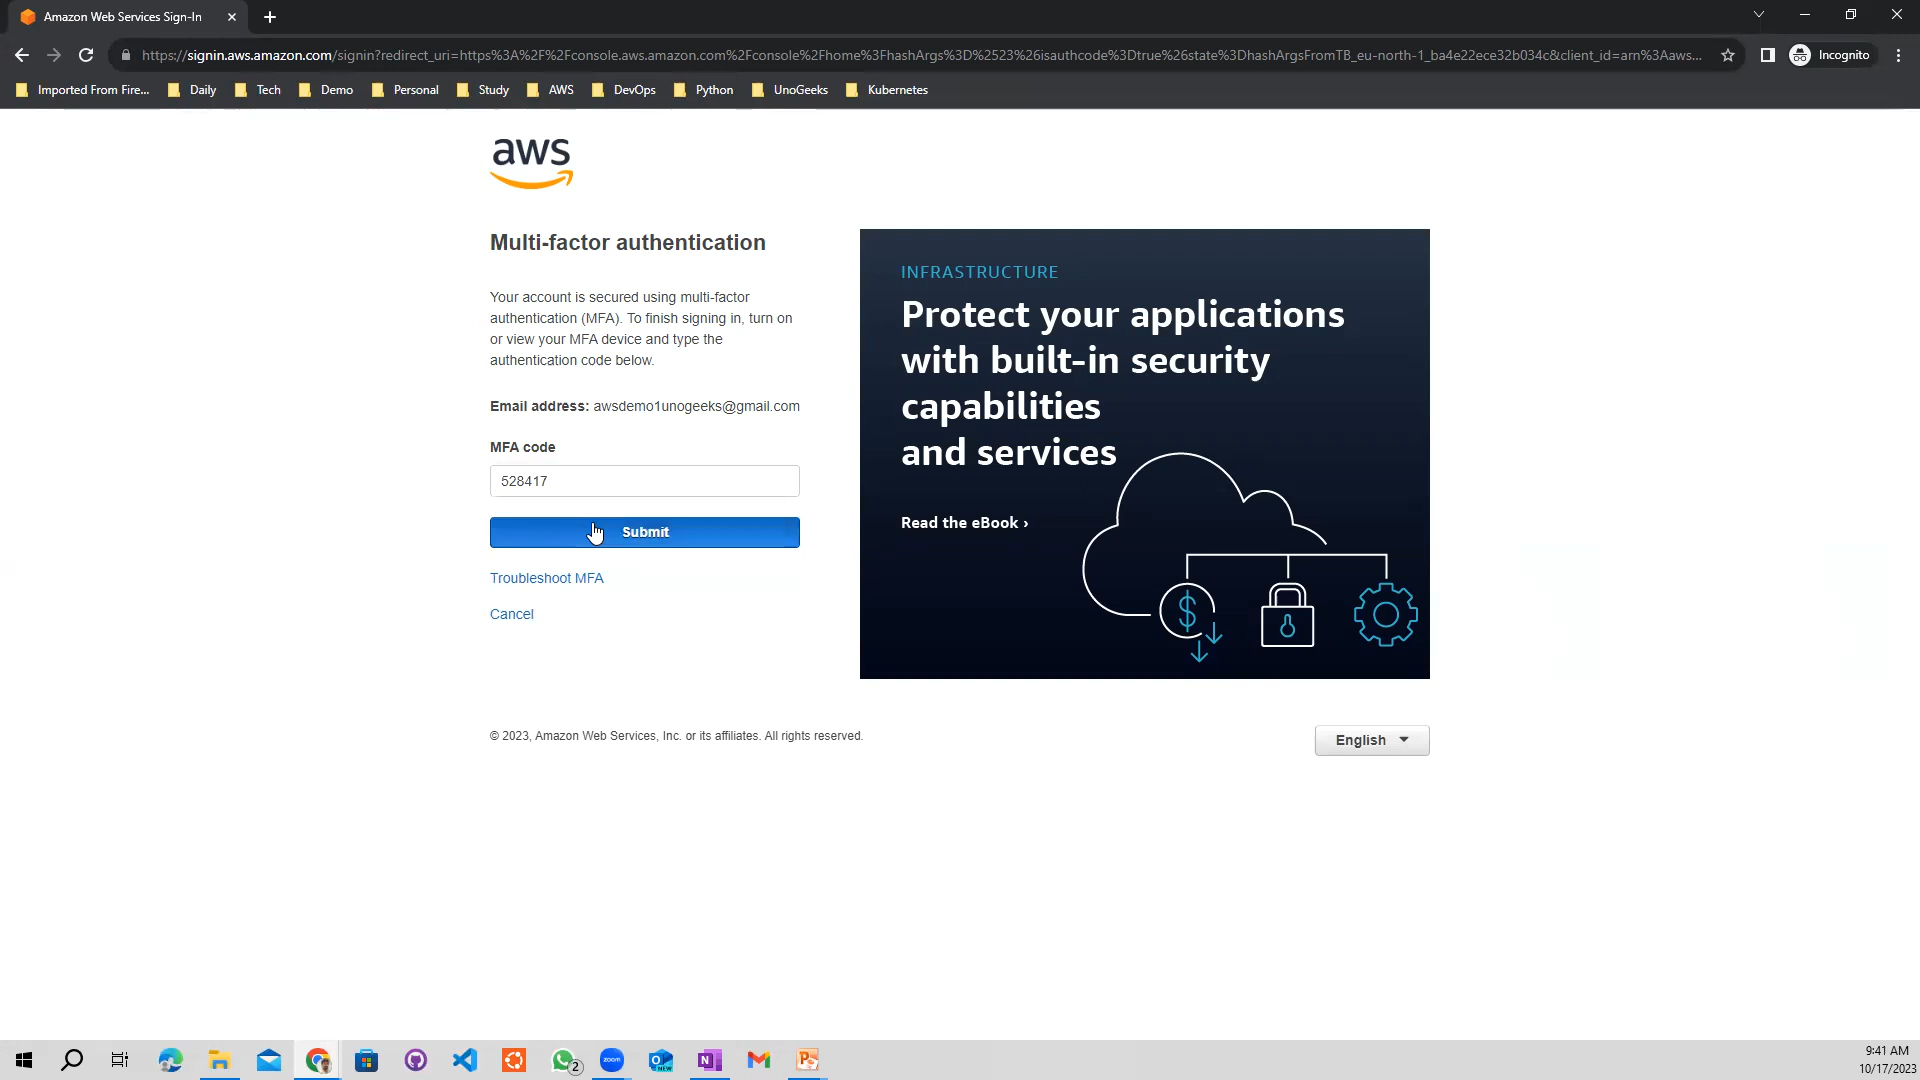 Amazon Web Services Sign-In
https://signin.aws.amazon.com/signin?redirect_uri=https%3A%2F%2Fconsole.aws.amazon.com%2Fconsole%2Fhome%3FhashArgs%3D%2523%26isauthcode%3Dtrue%26state%3DhashArgsFromTB_eu-north-1_ba4e22ece32b034c&client_id=arn%3Aaws...
Incognito
Imported From Fire... Daily Tech Demo Personal Study AWS DevOps Python UnoGeeks Kubernetes
aws
Multi-factor authentication
Your account is secured using multi-factor
authentication (MFA). To finish signing in, turn on
or view your MFA device and type the
authentication code below.
Email address: awsdemo1unogeeks@gmail.com
MFA code
528417
Submit
Troubleshoot MFA
Cancel
INFRASTRUCTURE
Protect your applications
with built-in security
capabilities
and services
Read the eBook ›
$
© 2023, Amazon Web Services, Inc. or its affiliates. All rights reserved.
English
2
zoom
NEW
N
9:41 AM
10/17/2023